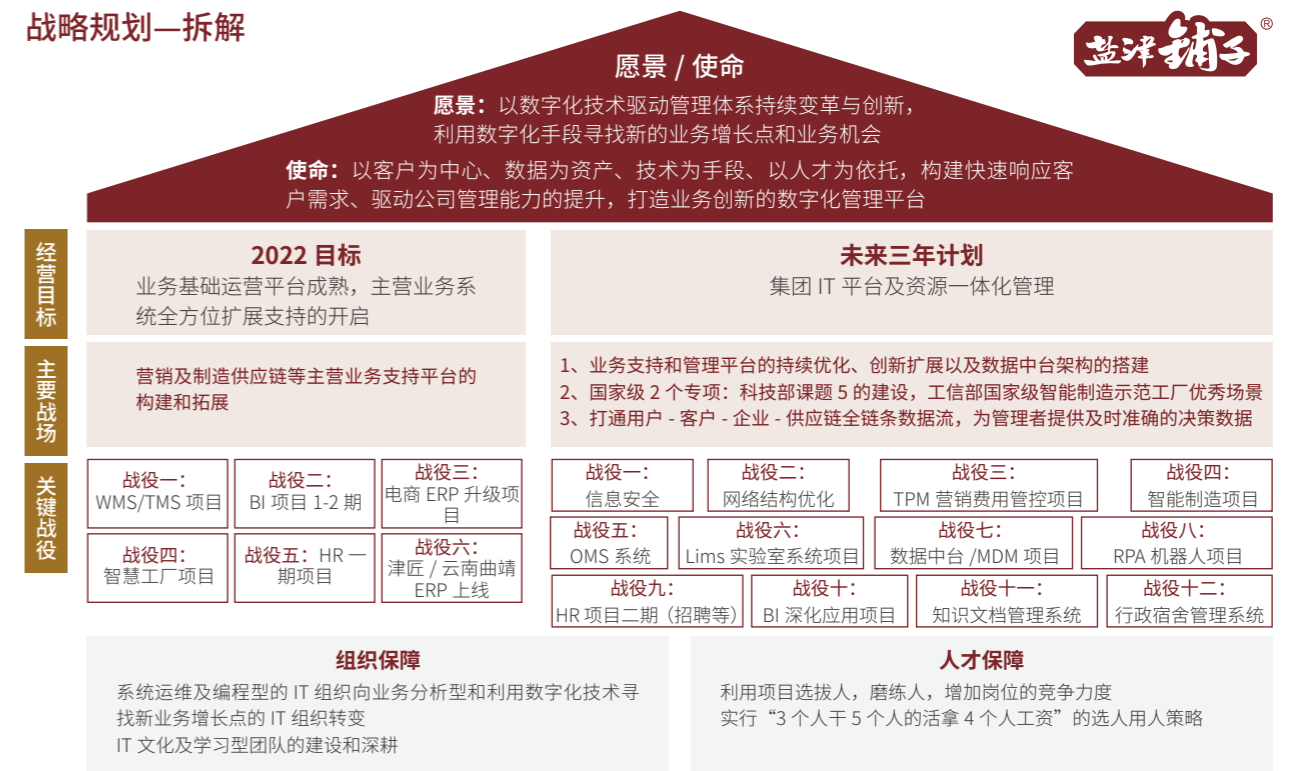 战略规划—拆解
盐津铺子®
愿景 / 使命
愿景：以数字化技术驱动管理体系持续变革与创新，
利用数字化手段寻找新的业务增长点和业务机会
使命：以客户为中心、数据为资产、技术为手段、以人才为依托，构建快速响应客
户需求、驱动公司管理能力的提升，打造业务创新的数字化管理平台
经营目标
2022 目标
业务基础运营平台成熟，主营业务系
统全方位扩展支持的开启
未来三年计划
集团 IT 平台及资源一体化管理
主要战场
营销及制造供应链等主营业务支持平台的
构建和拓展
1、业务支持和管理平台的持续优化、创新扩展以及数据中台架构的搭建
2、国家级 2 个专项：科技部课题 5 的建设，工信部国家级智能制造示范工厂优秀场景
3、打通用户 - 客户 - 企业 - 供应链全链条数据流，为管理者提供及时准确的决策数据
关键战役
战役一：
WMS/TMS 项目
战役二：
BI 项目 1-2 期
战役三：
电商 ERP 升级项
目
战役四：
智慧工厂项目
战役五：HR 一
期项目
战役六：
津匠 / 云南曲靖
ERP 上线
战役一：
信息安全
战役二：
网络结构优化
战役三：
TPM 营销费用管控项目
战役四：
智能制造项目
战役五：
OMS 系统
战役六：
Lims 实验室系统项目
战役七：
数据中台 /MDM 项目
战役八：
RPA 机器人项目
战役九：
HR 项目二期（招聘等）
战役十：
BI 深化应用项目
战役十一：
知识文档管理系统
战役十二：
行政宿舍管理系统
组织保障
系统运维及编程型的 IT 组织向业务分析型和利用数字化技术寻
找新业务增长点的 IT 组织转变
IT 文化及学习型团队的建设和深耕
人才保障
利用项目选拔人，磨练人，增加岗位的竞争力度
实行“3 个人干 5 个人的活拿 4 个人工资”的选人用人策略